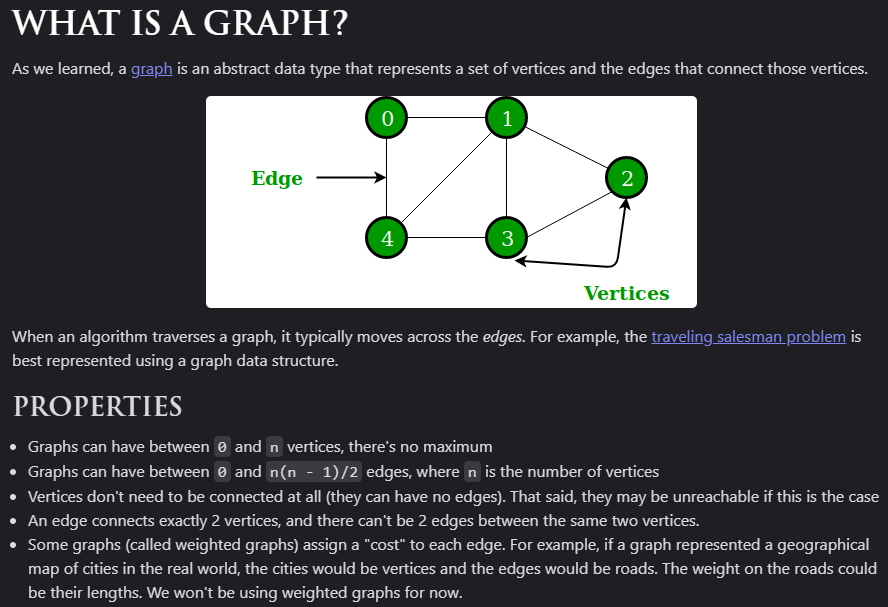 WHAT IS A GRAPH?
As we learned, a graph is an abstract data type that represents a set of vertices and the edges that connect those vertices.
0
1
Edge
2
4
3
Vertices
When an algorithm traverses a graph, it typically moves across the edges. For example, the traveling salesman problem is
best represented using a graph data structure.
PROPERTIES
• Graphs can have between 0 and n vertices, there's no maximum
• Graphs can have between 0 and n(n - 1)/2 edges, where n is the number of vertices
• Vertices don't need to be connected at all (they can have no edges). That said, they may be unreachable if this is the case
• An edge connects exactly 2 vertices, and there can't be 2 edges between the same two vertices.
• Some graphs (called weighted graphs) assign a "cost" to each edge. For example, if a graph represented a geographical
map of cities in the real world, the cities would be vertices and the edges would be roads. The weight on the roads could
be their lengths. We won't be using weighted graphs for now.